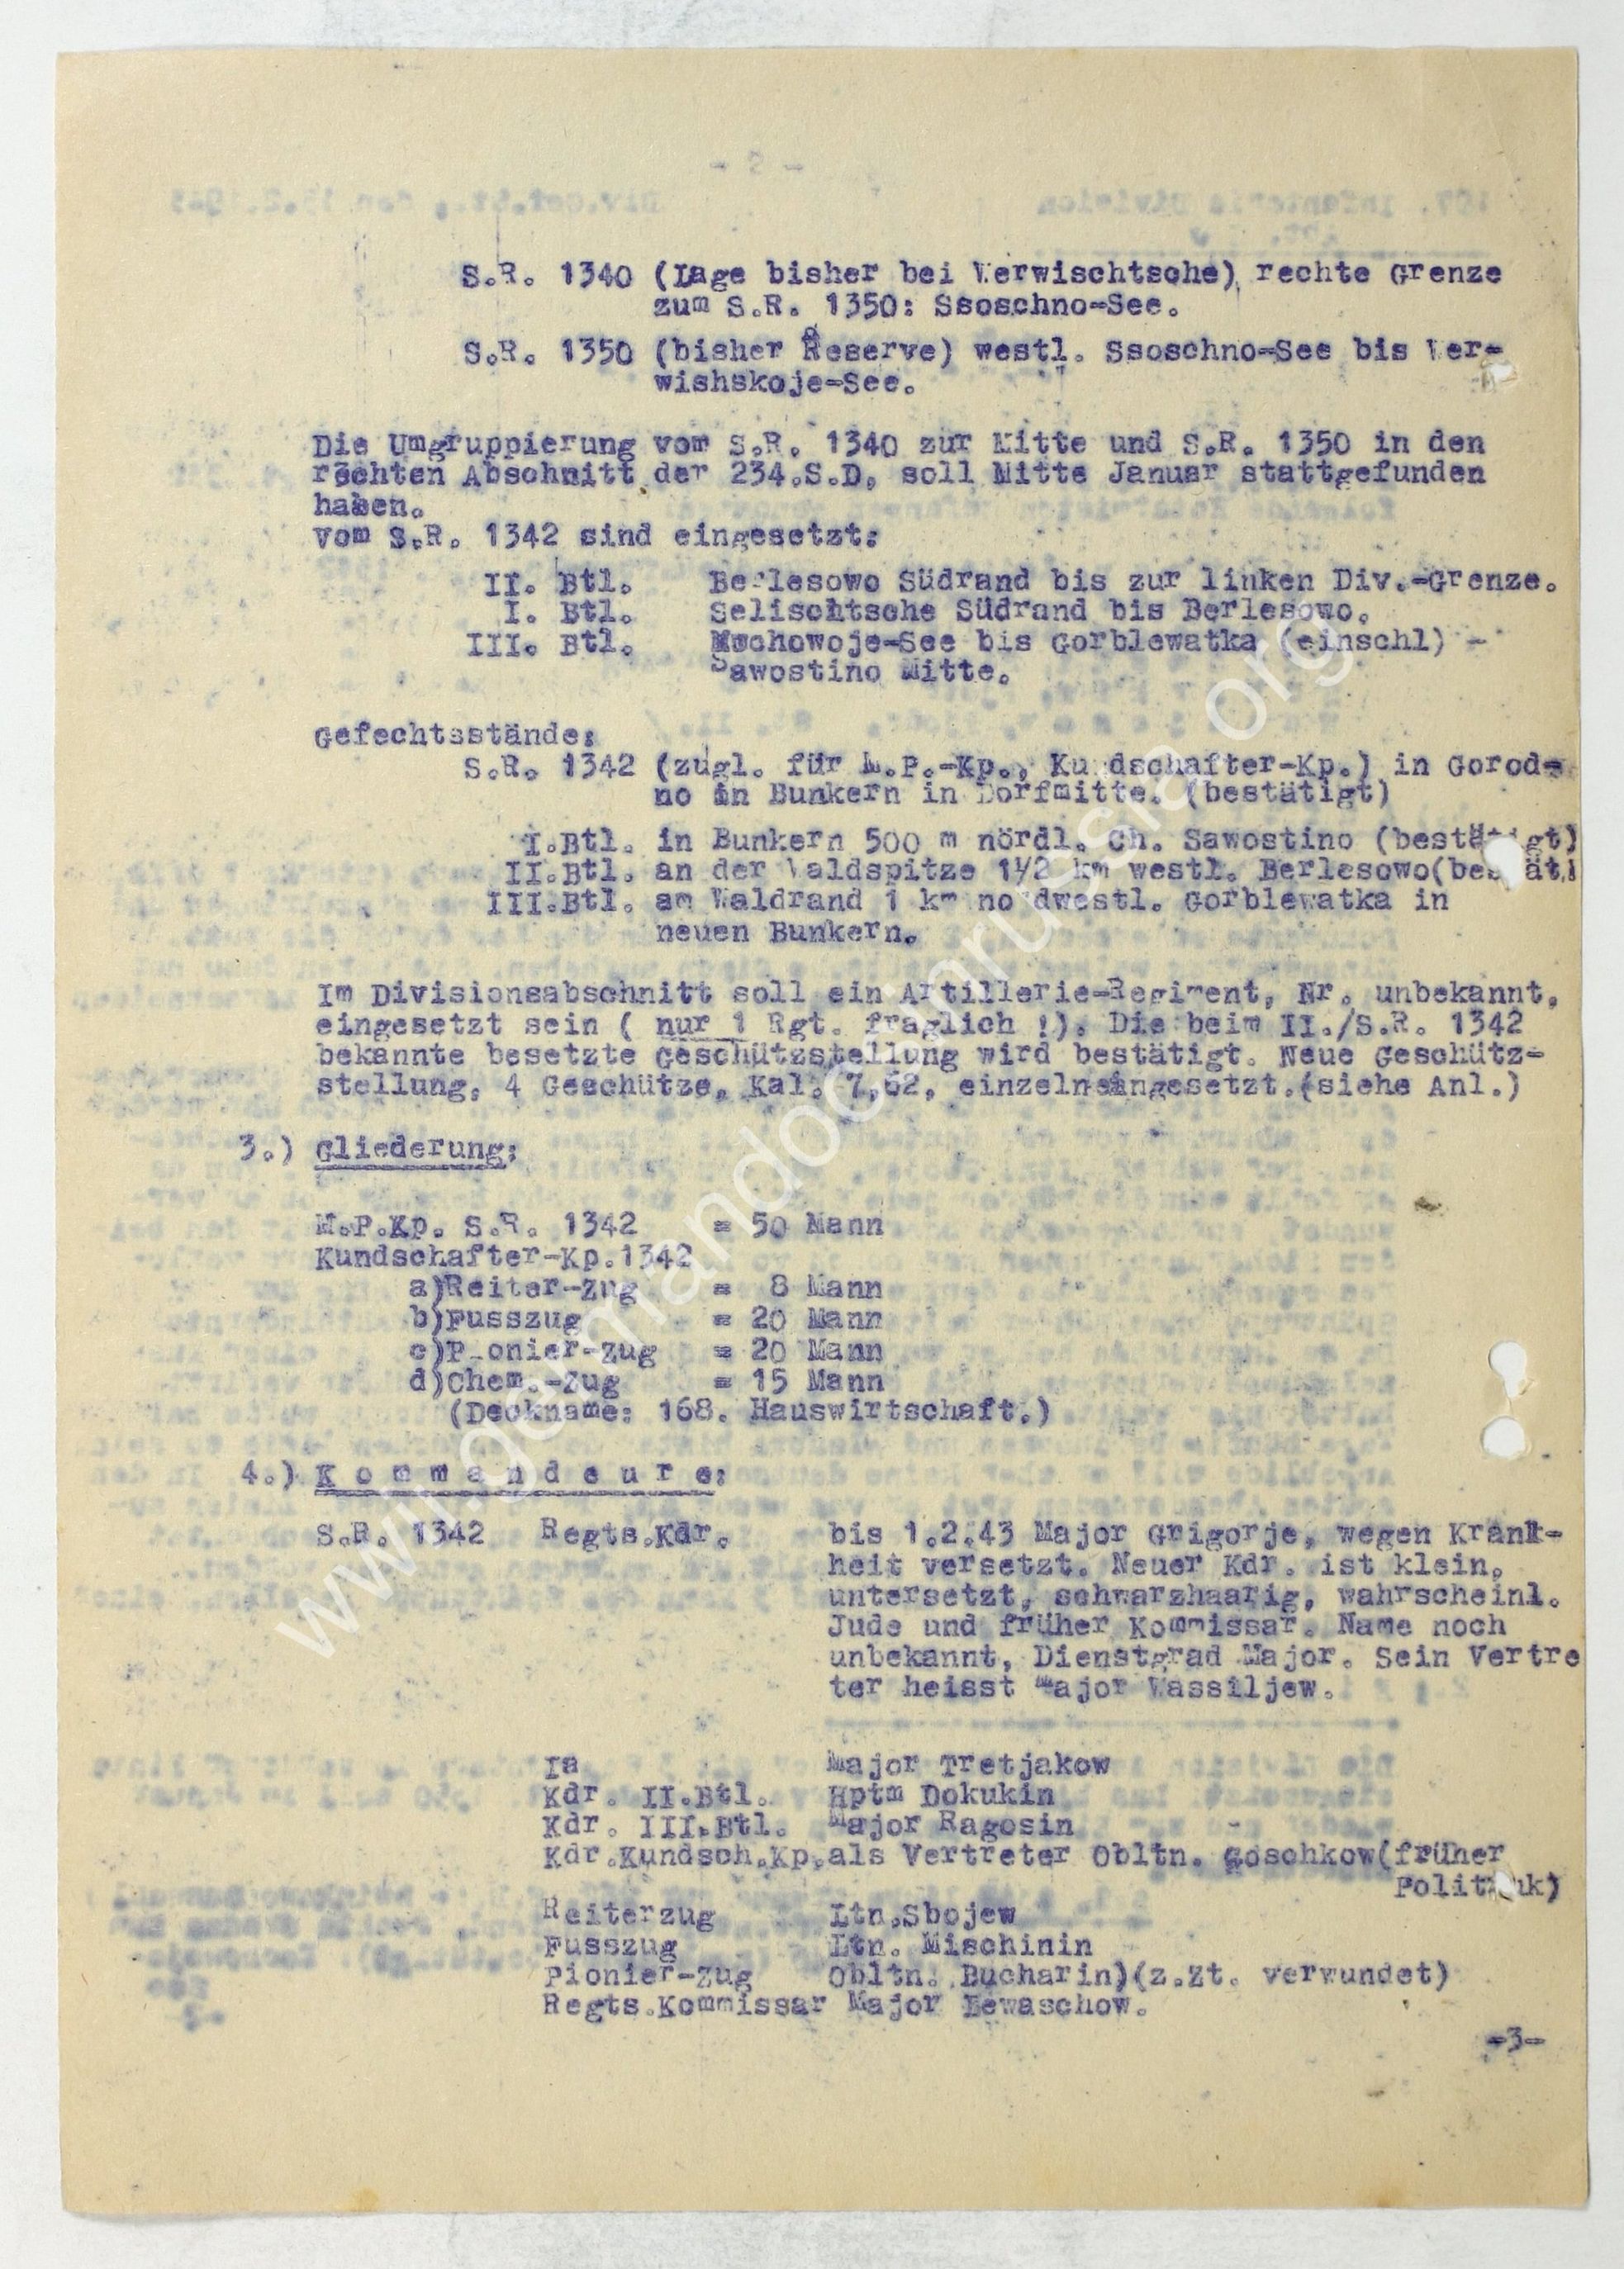 - 2 -
S.R. 1340 (Lage bisher bei Werwischtsche) rechte Grenze
zum S.R. 1350: Ssoschno-See.
S.R. 1350 (bisher Reserve) westl. Ssoschno-See bis Wer-
wishskoje-See.
Die Umgruppierung vom S.R. 1340 zur Mitte und S.R. 1350 in den
rechten Abschnitt der 234.S.D. soll Mitte Januar stattgefunden
haben.
Vom S.R. 1342 sind eingesetzt:
II. Btl. Berlesowo Südrand bis zur linken Div.-Grenze.
I. Btl. Selischtsche Südrand bis Berlesowo.
III. Btl. Mschowoje-See bis Gorblewatka (einschl) -
Sawostino Mitte.
Gefechtsstände:
S.R. 1342 (zugl. für M.P.-Kp., Kundschafter-Kp.) in Gorod-
no in Bunkern in Dorfmitte. (bestätigt)
I.Btl. in Bunkern 500 m nördl. Ch. Sawostino (bestätigt)
II.Btl. an der Waldspitze 1½ km westl. Berlesowo(bestät.)
III.Btl. am Waldrand 1 km nordwestl. Gorblewatka in
neuen Bunkern.
Im Divisionsabschnitt soll ein Artillerie-Regiment, Nr. unbekannt,
eingesetzt sein ( nur 1 Rgt. fraglich !). Die beim II./S.R. 1342
bekannte besetzte Geschützstellung wird bestätigt. Neue Geschütz-
stellung, 4 Geschütze, Kal. 7,62, einzeln eingesetzt.(siehe Anl.)
3.) Gliederung:
M.P.Kp. S.R. 1342 = 50 Mann
Kundschafter-Kp.1342
a)Reiter-Zug = 8 Mann
b)Fusszug = 20 Mann
c)Pionier-Zug = 20 Mann
d)Chem.-Zug = 15 Mann
(Deckname: 168. Hauswirtschaft.)
4.) K o m m a n d e u r e:
S.R. 1342 Regts.Kdr. bis 1.2.43 Major Grigorje, wegen Krank-
heit versetzt. Neuer Kdr. ist klein,
untersetzt, schwarzhaarig, wahrscheinl.
Jude und früher Kommissar. Name noch
unbekannt, Dienstgrad Major. Sein Vertre
ter heisst Major Wassiljew.
Ia Major Tretjakow
Kdr. II.Btl. Hptm Dokukin
Kdr. III.Btl. Major Ragosin
Kdr.Kundsch.Kp.als Vertreter Obltn. Goschkow(früher
Politruk)
Reiterzug Ltn.Sbojew
Fusszug Ltn. Mischinin
Pionier-Zug Obltn. Bucharin)(z.Zt. verwundet)
Regts.Kommissar Major Lewaschow.
-3-
www.germandocsinrussia.org